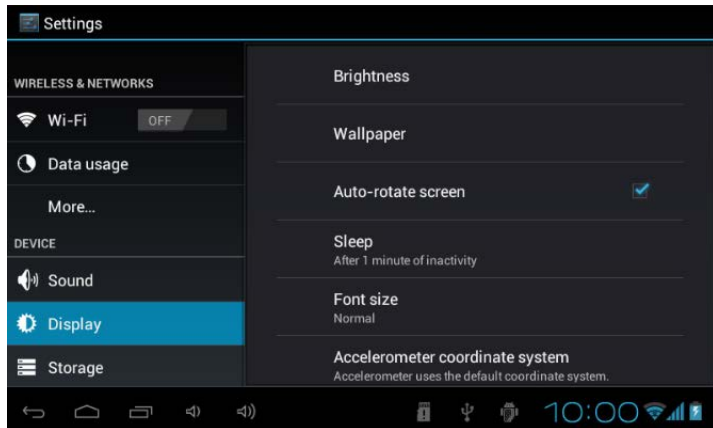 Settings
WIRELESS & NETWORKS
Wi-Fi OFF
Data usage
More...
DEVICE
Sound
Display
Storage
Brightness
Wallpaper
Auto-rotate screen
Sleep
After 1 minute of inactivity
Font size
Normal
Accelerometer coordinate system
Accelerometer uses the default coordinate system.
10:00